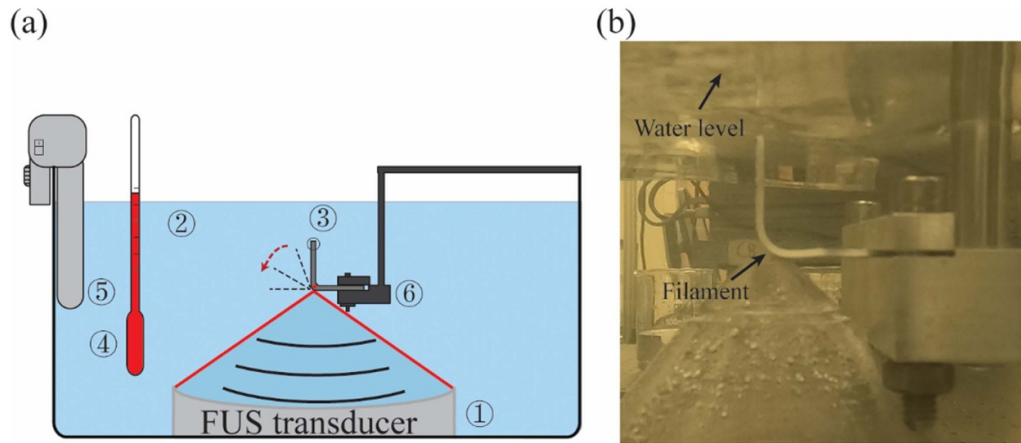 (a)
(b)
Water level
③
②
⑤
⑥
Filament
④
①
FUS transducer